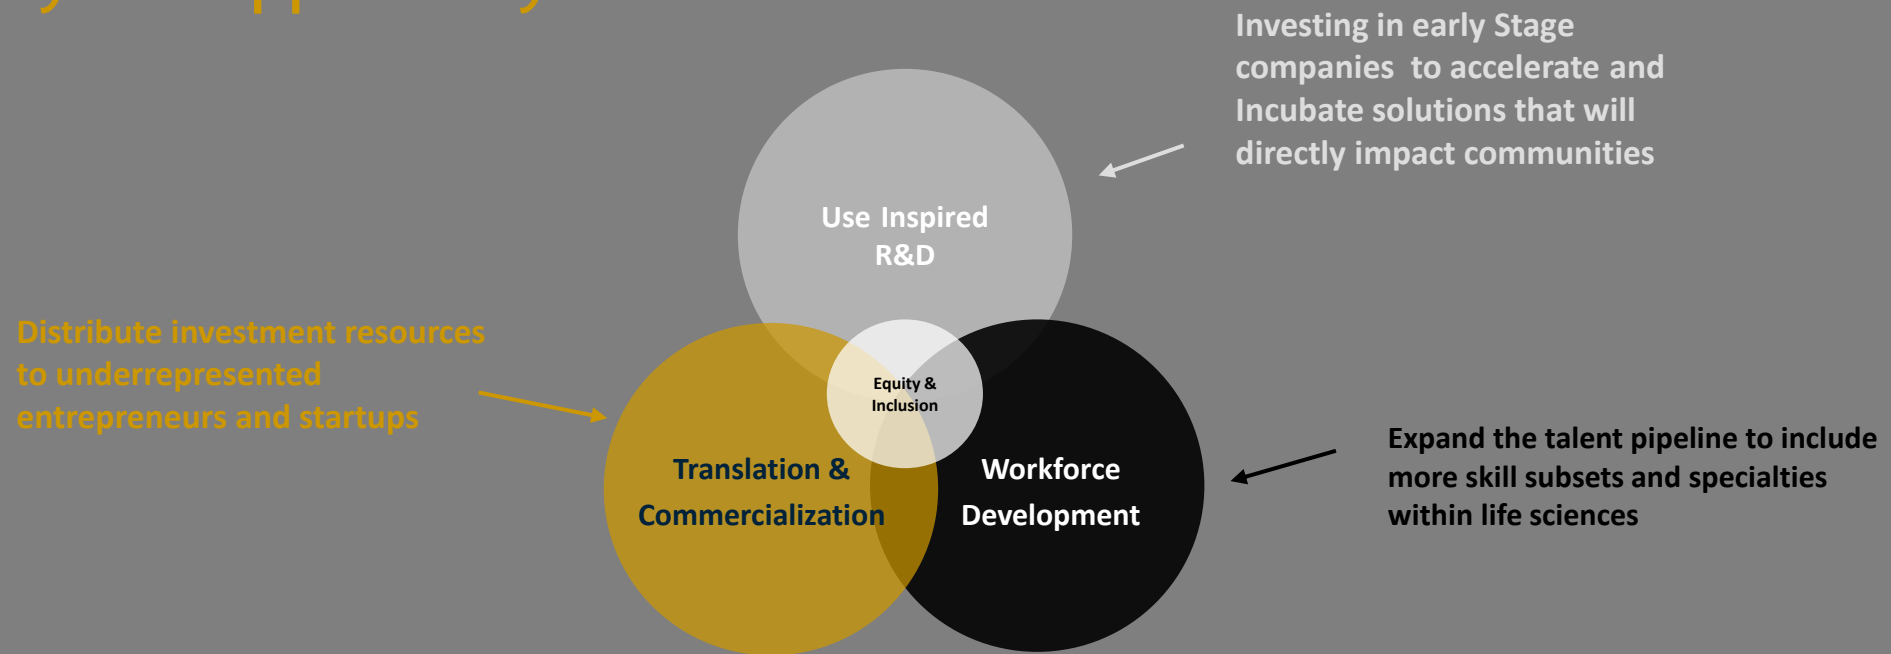 Investing in early Stage
companies to accelerate and
Incubate solutions that will
directly impact communities
Use Inspired
R&D
Distribute investment resources
to underrepresented
entrepreneurs and startups
Equity &
Inclusion
Translation &
Commercialization
Workforce
Development
Expand the talent pipeline to include
more skill subsets and specialties
within life sciences